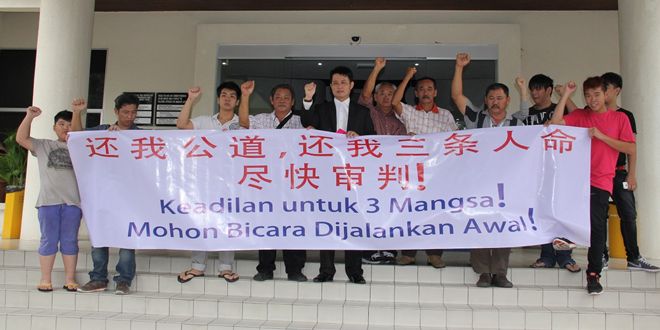 还我公道,还我三条人命
尽快审判!
Keadilan untuk 3 Mangsa!
Mohon Bicara Dijalankan Awal!